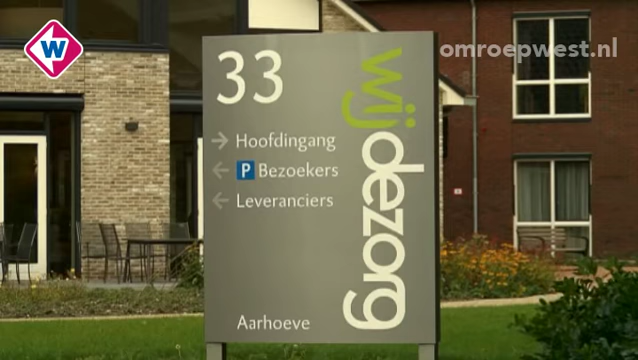 W
omroepwest.nl
33
wijdezorg
Hoofdingang
P Bezoekers
Leveranciers
Aarhoeve